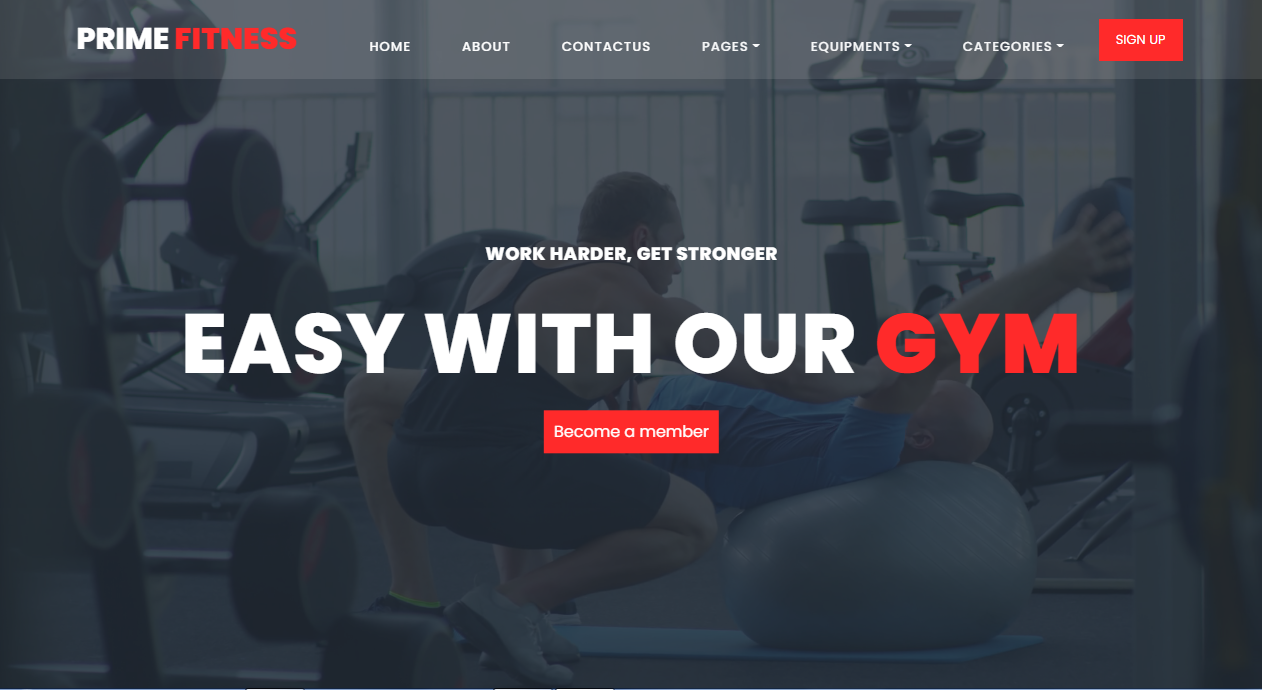 PRIME FITNESS
HOME ABOUT CONTACTUS PAGES EQUIPMENTS CATEGORIES SIGN UP
WORK HARDER, GET STRONGER
EASY WITH OUR GYM
Become a member